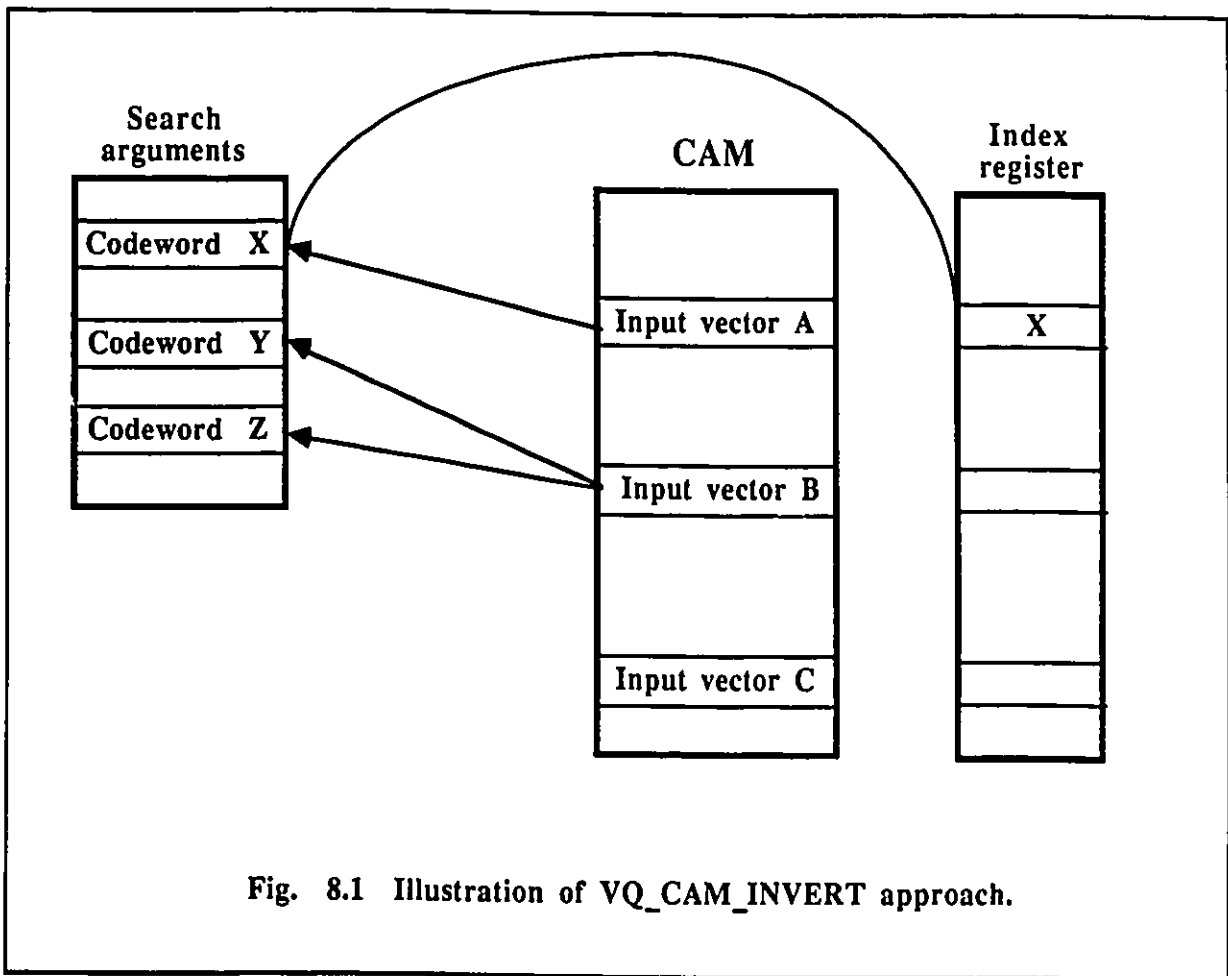 Search
arguments
Codeword X
Codeword Y
Codeword Z
CAM
Input vector A
Input vector B
Input vector C
Index
register
X
Fig. 8.1 Illustration of VQ_CAM_INVERT approach.